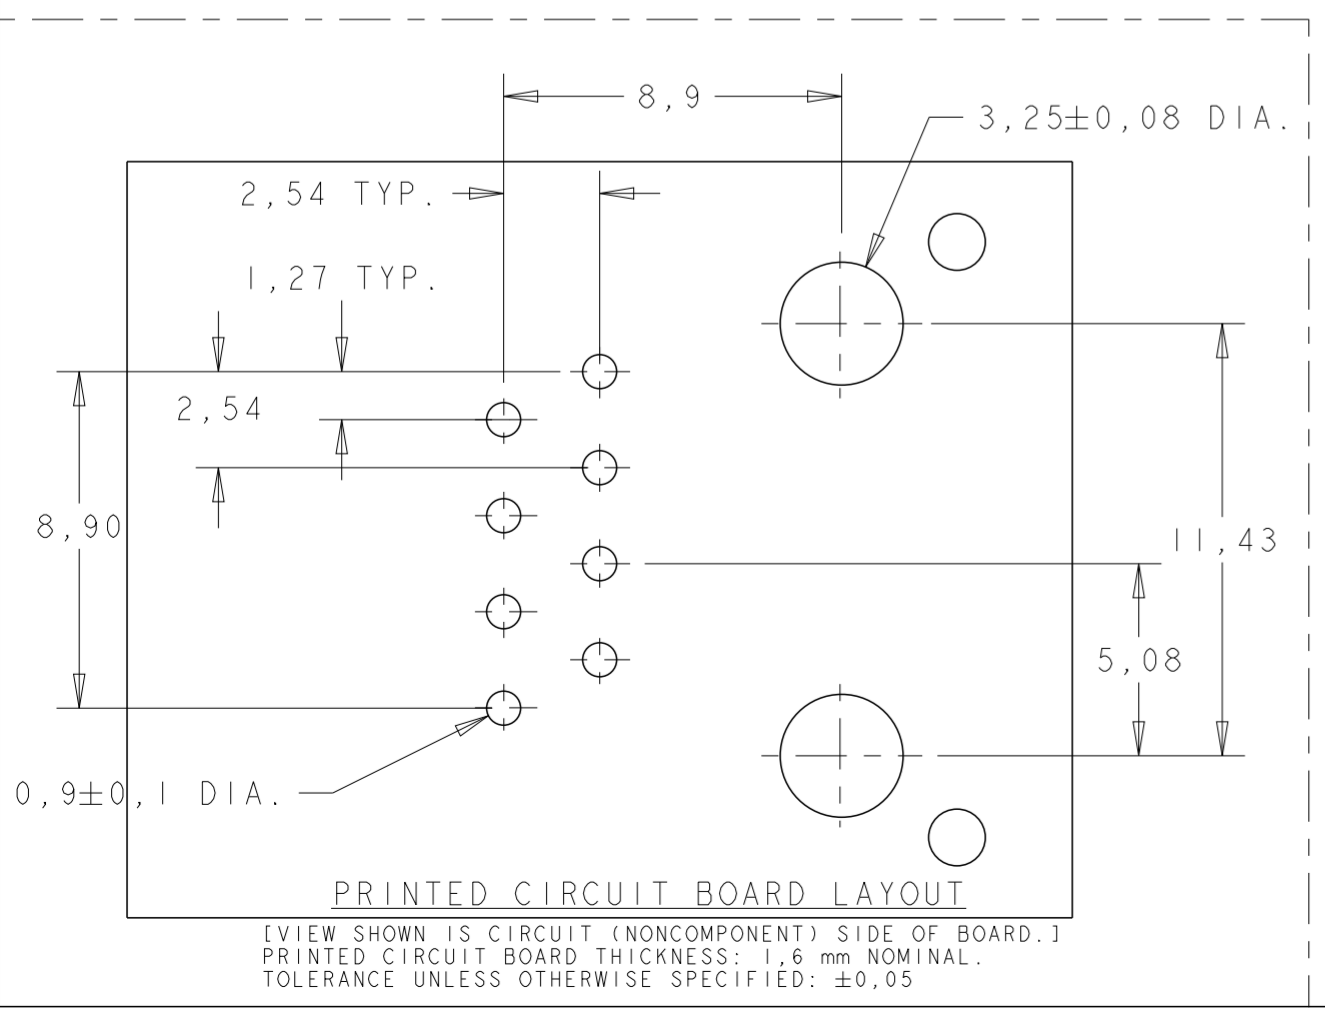 8,9
3,25±0,08 DIA.
2,54 TYP.
1,27 TYP.
2,54
8,90
11,43
5,08
0,9±0,1 DIA.
PRINTED CIRCUIT BOARD LAYOUT
[VIEW SHOWN IS CIRCUIT (NONCOMPONENT) SIDE OF BOARD.]
PRINTED CIRCUIT BOARD THICKNESS: 1,6 mm NOMINAL.
TOLERANCE UNLESS OTHERWISE SPECIFIED: ±0,05